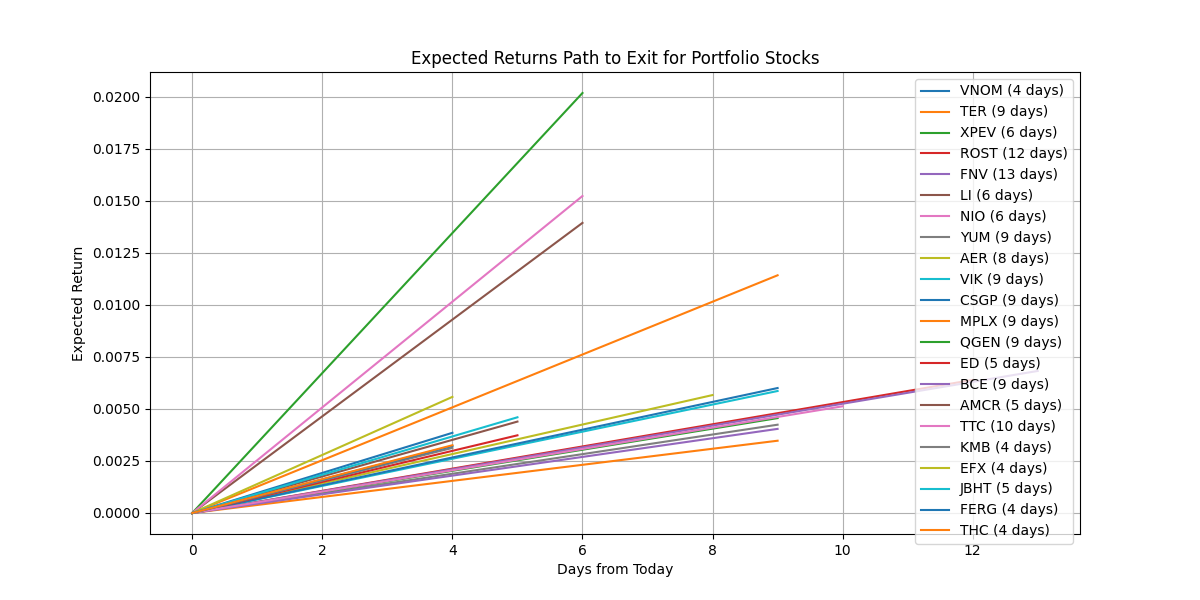 Expected Returns Path to Exit for Portfolio Stocks
Expected Return
0.0200
0.0175
0.0150
0.0125
0.0100
0.0075
0.0050
0.0025
0.0000
VNOM (4 days)
TER (9 days)
XPEV (6 days)
ROST (12 days)
FNV (13 days)
LI (6 days)
NIO (6 days)
YUM (9 days)
AER (8 days)
VIK (9 days)
CSGP (9 days)
MPLX (9 days)
QGEN (9 days)
ED (5 days)
BCE (9 days)
AMCR (5 days)
TTC (10 days)
KMB (4 days)
EFX (4 days)
JBHT (5 days)
FERG (4 days)
THC (4 days)
0 2 4 6 8 10 12
Days from Today